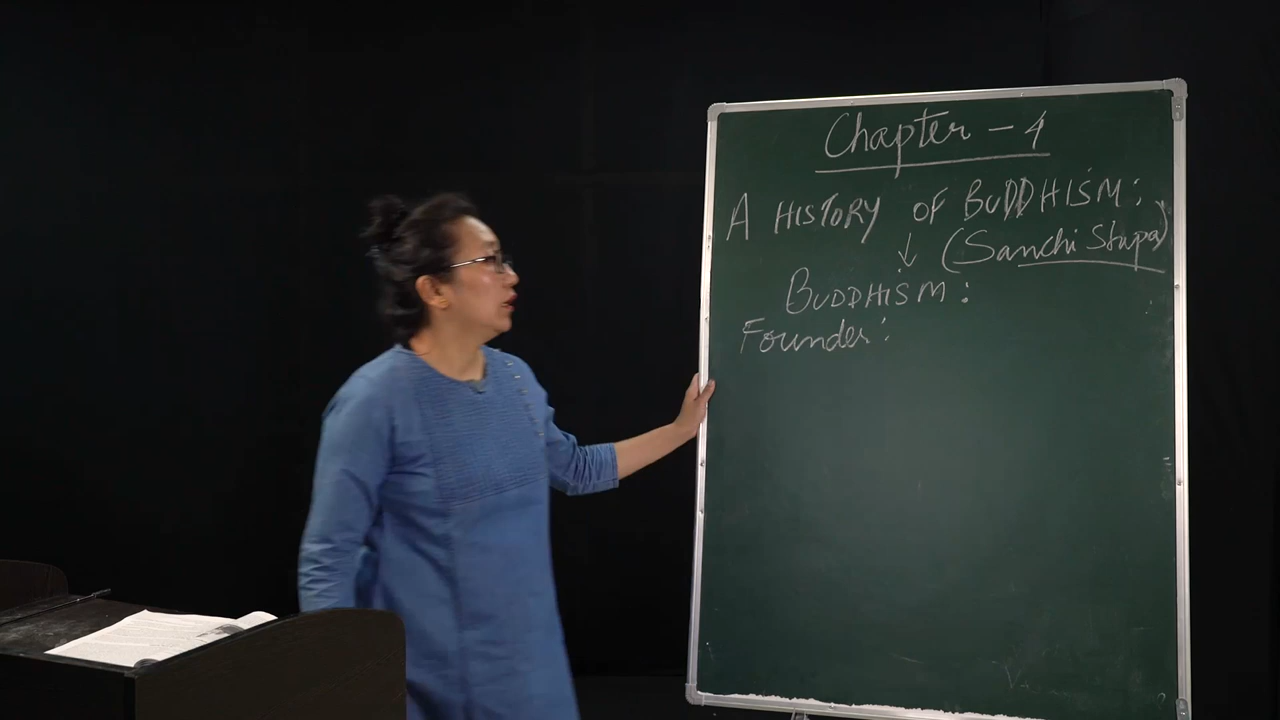 Chapter - 4
A HISTORY OF BUDDHISM:
(Sanchi Stupa)
BUDDHISM:
Founder: